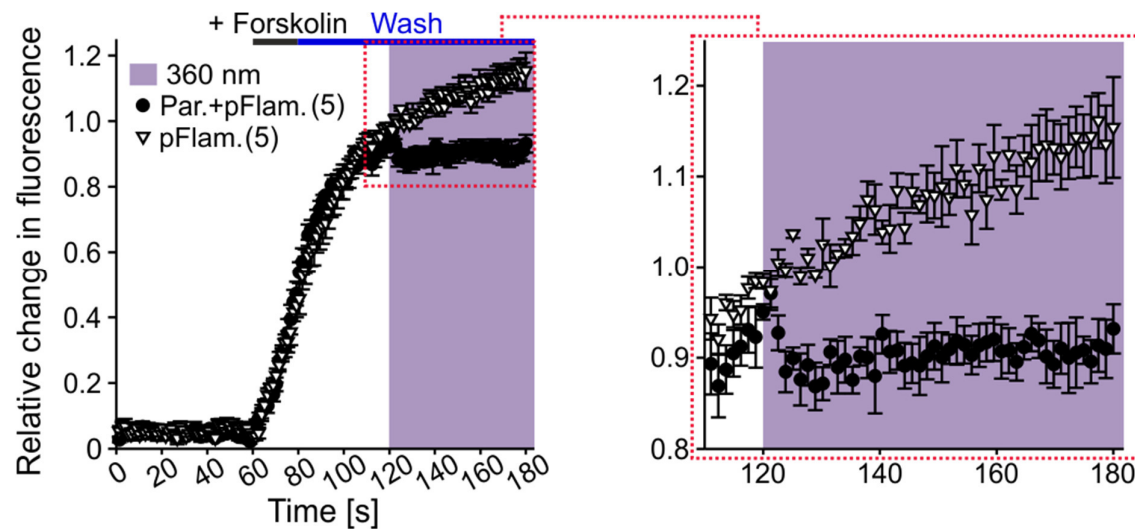 + Forskolin Wash
Relative change in fluorescence
1.2
1.0
0.8
0.6
0.4
0.2
0
360 nm
Par.+pFlam. (5)
pFlam. (5)
0 20 40 60 80 100 120 140 160 180
Time [s]
1.2
1.1
1.0
0.9
0.8
120 140 160 180